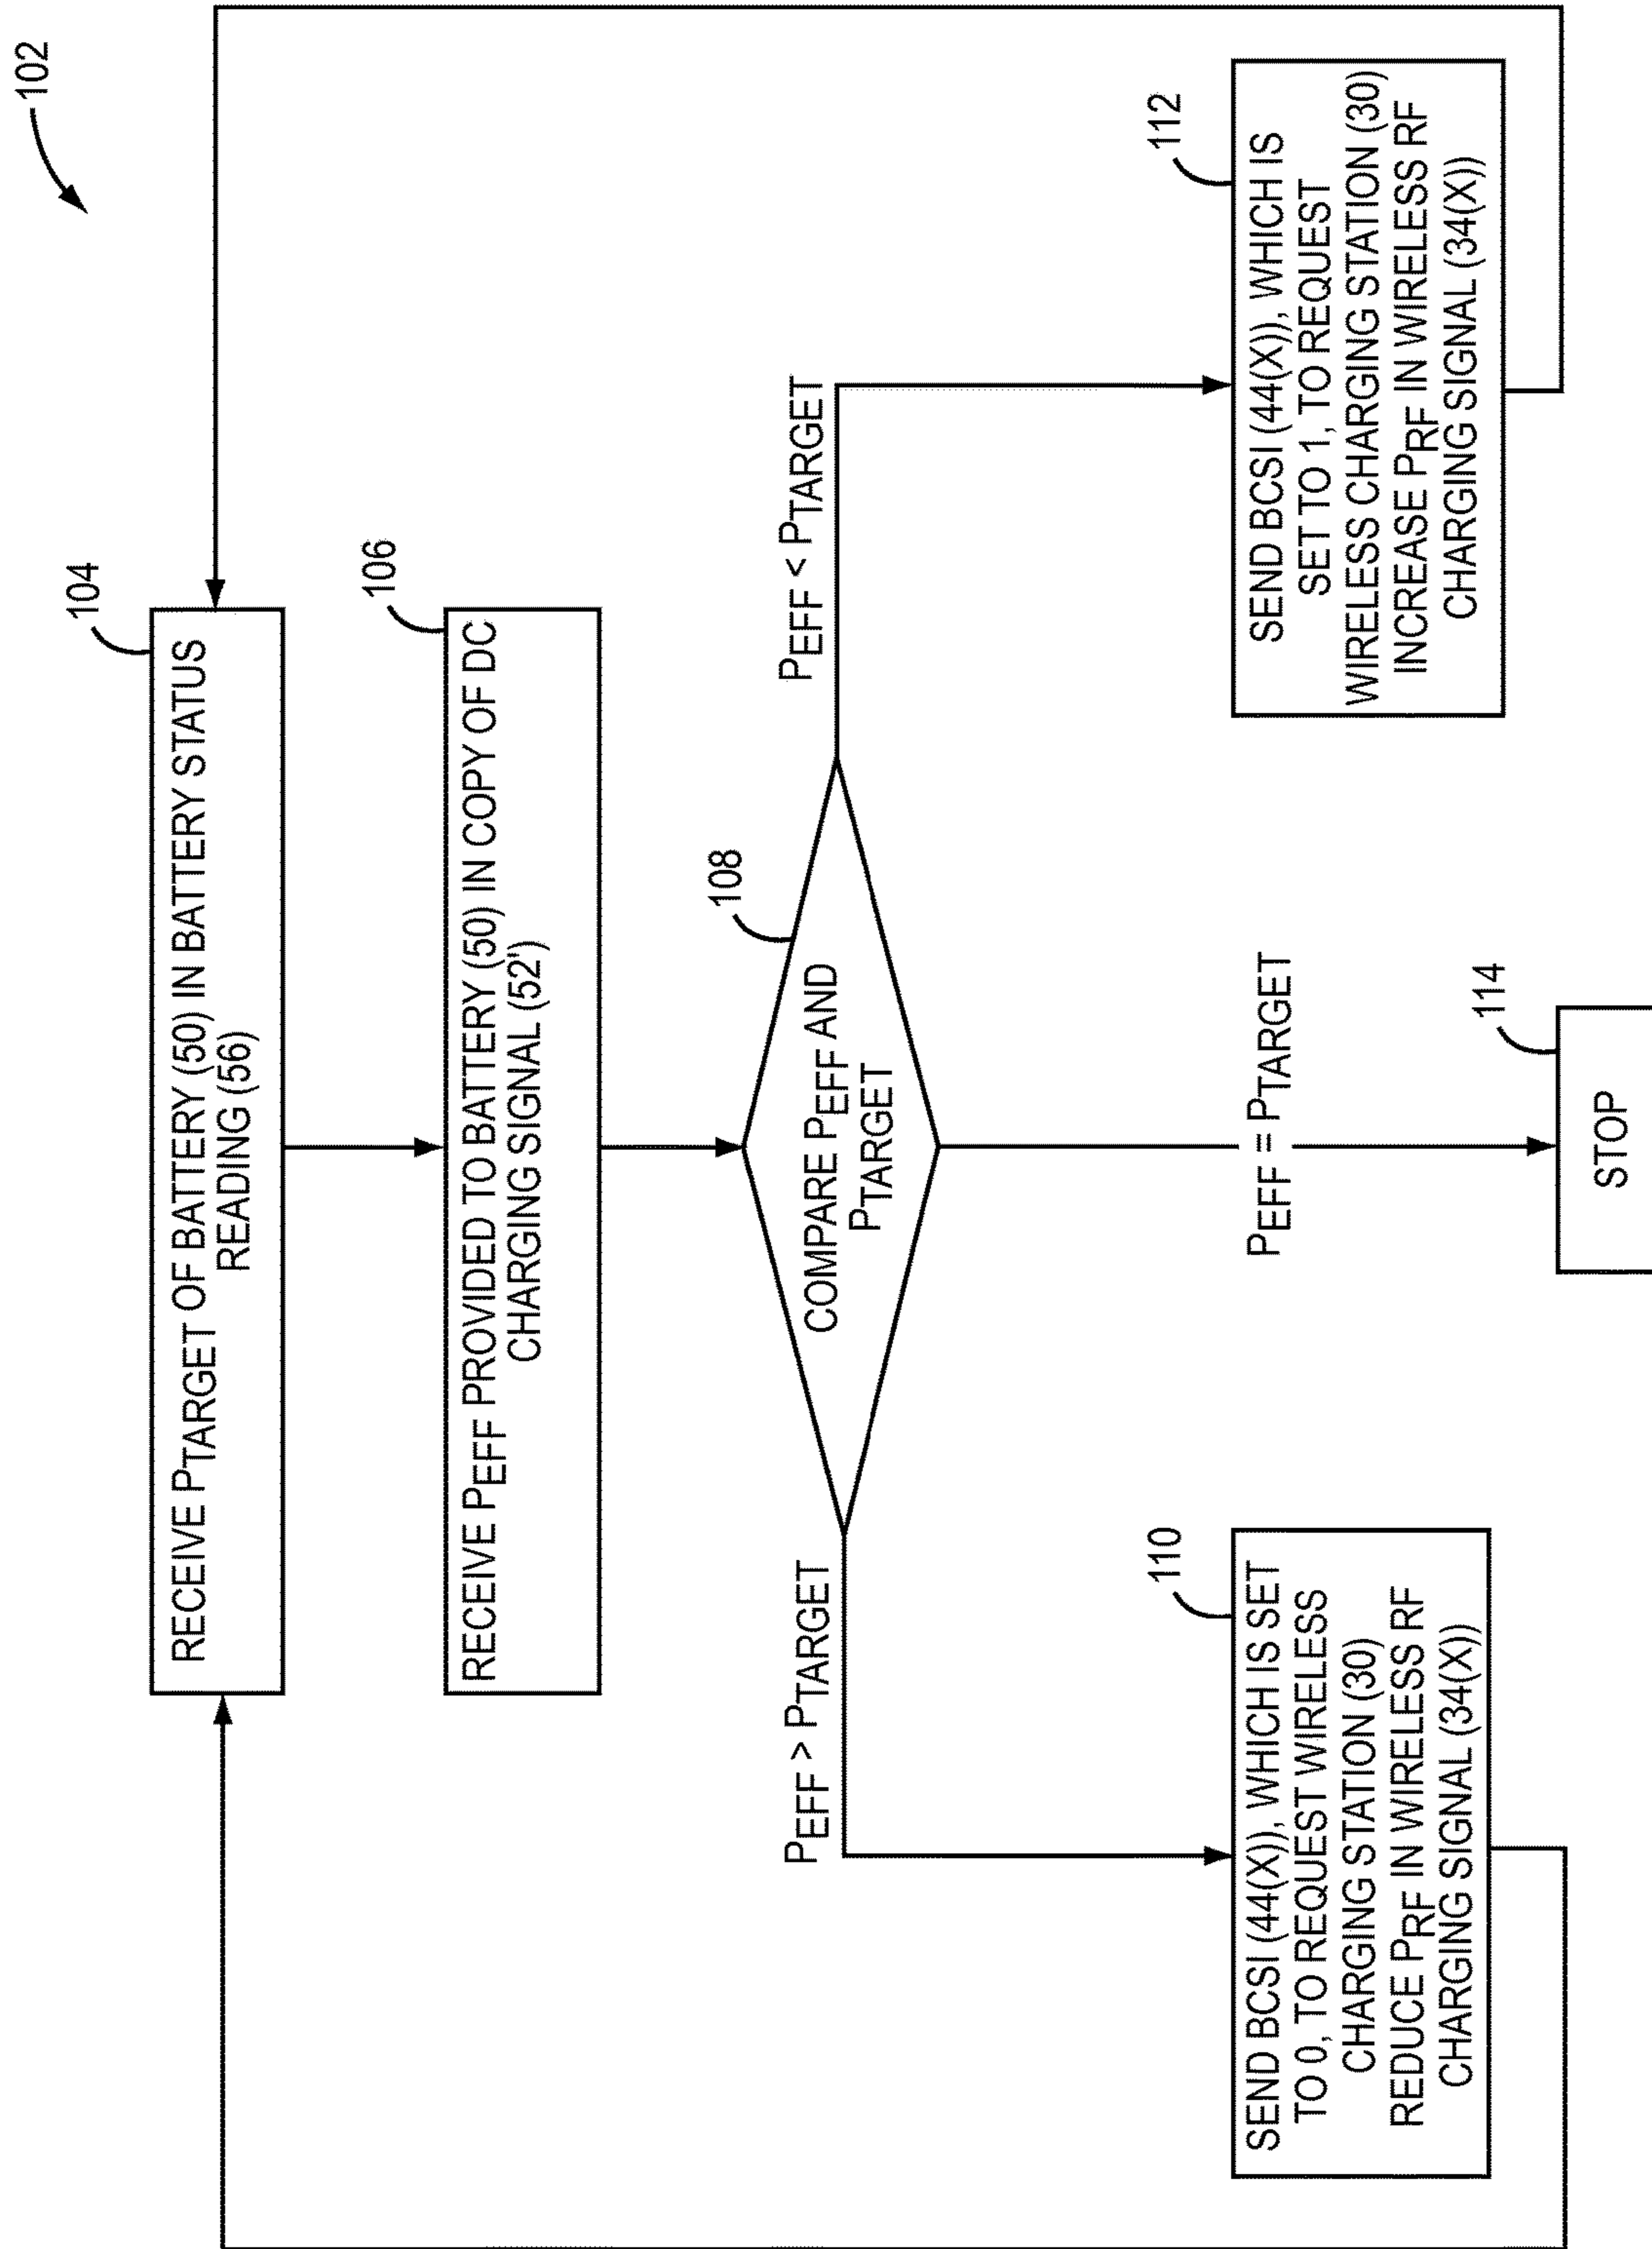 102
104
RECEIVE PTARGET OF BATTERY (50) IN BATTERY STATUS
READING (56)
106
RECEIVE PEFF PROVIDED TO BATTERY (50) IN COPY OF DC
CHARGING SIGNAL (52')
108
COMPARE PEFF AND
PTARGET
PEFF > PTARGET
PEFF < PTARGET
110
SEND BCSI (44(X)), WHICH IS SET
TO 0, TO REQUEST WIRELESS
CHARGING STATION (30)
REDUCE PRF IN WIRELESS RF
CHARGING SIGNAL (34(X))
PEFF = PTARGET
112
SEND BCSI (44(X)), WHICH IS
SET TO 1, TO REQUEST
WIRELESS CHARGING STATION (30)
INCREASE PRF IN WIRELESS RF
CHARGING SIGNAL (34(X))
114
STOP